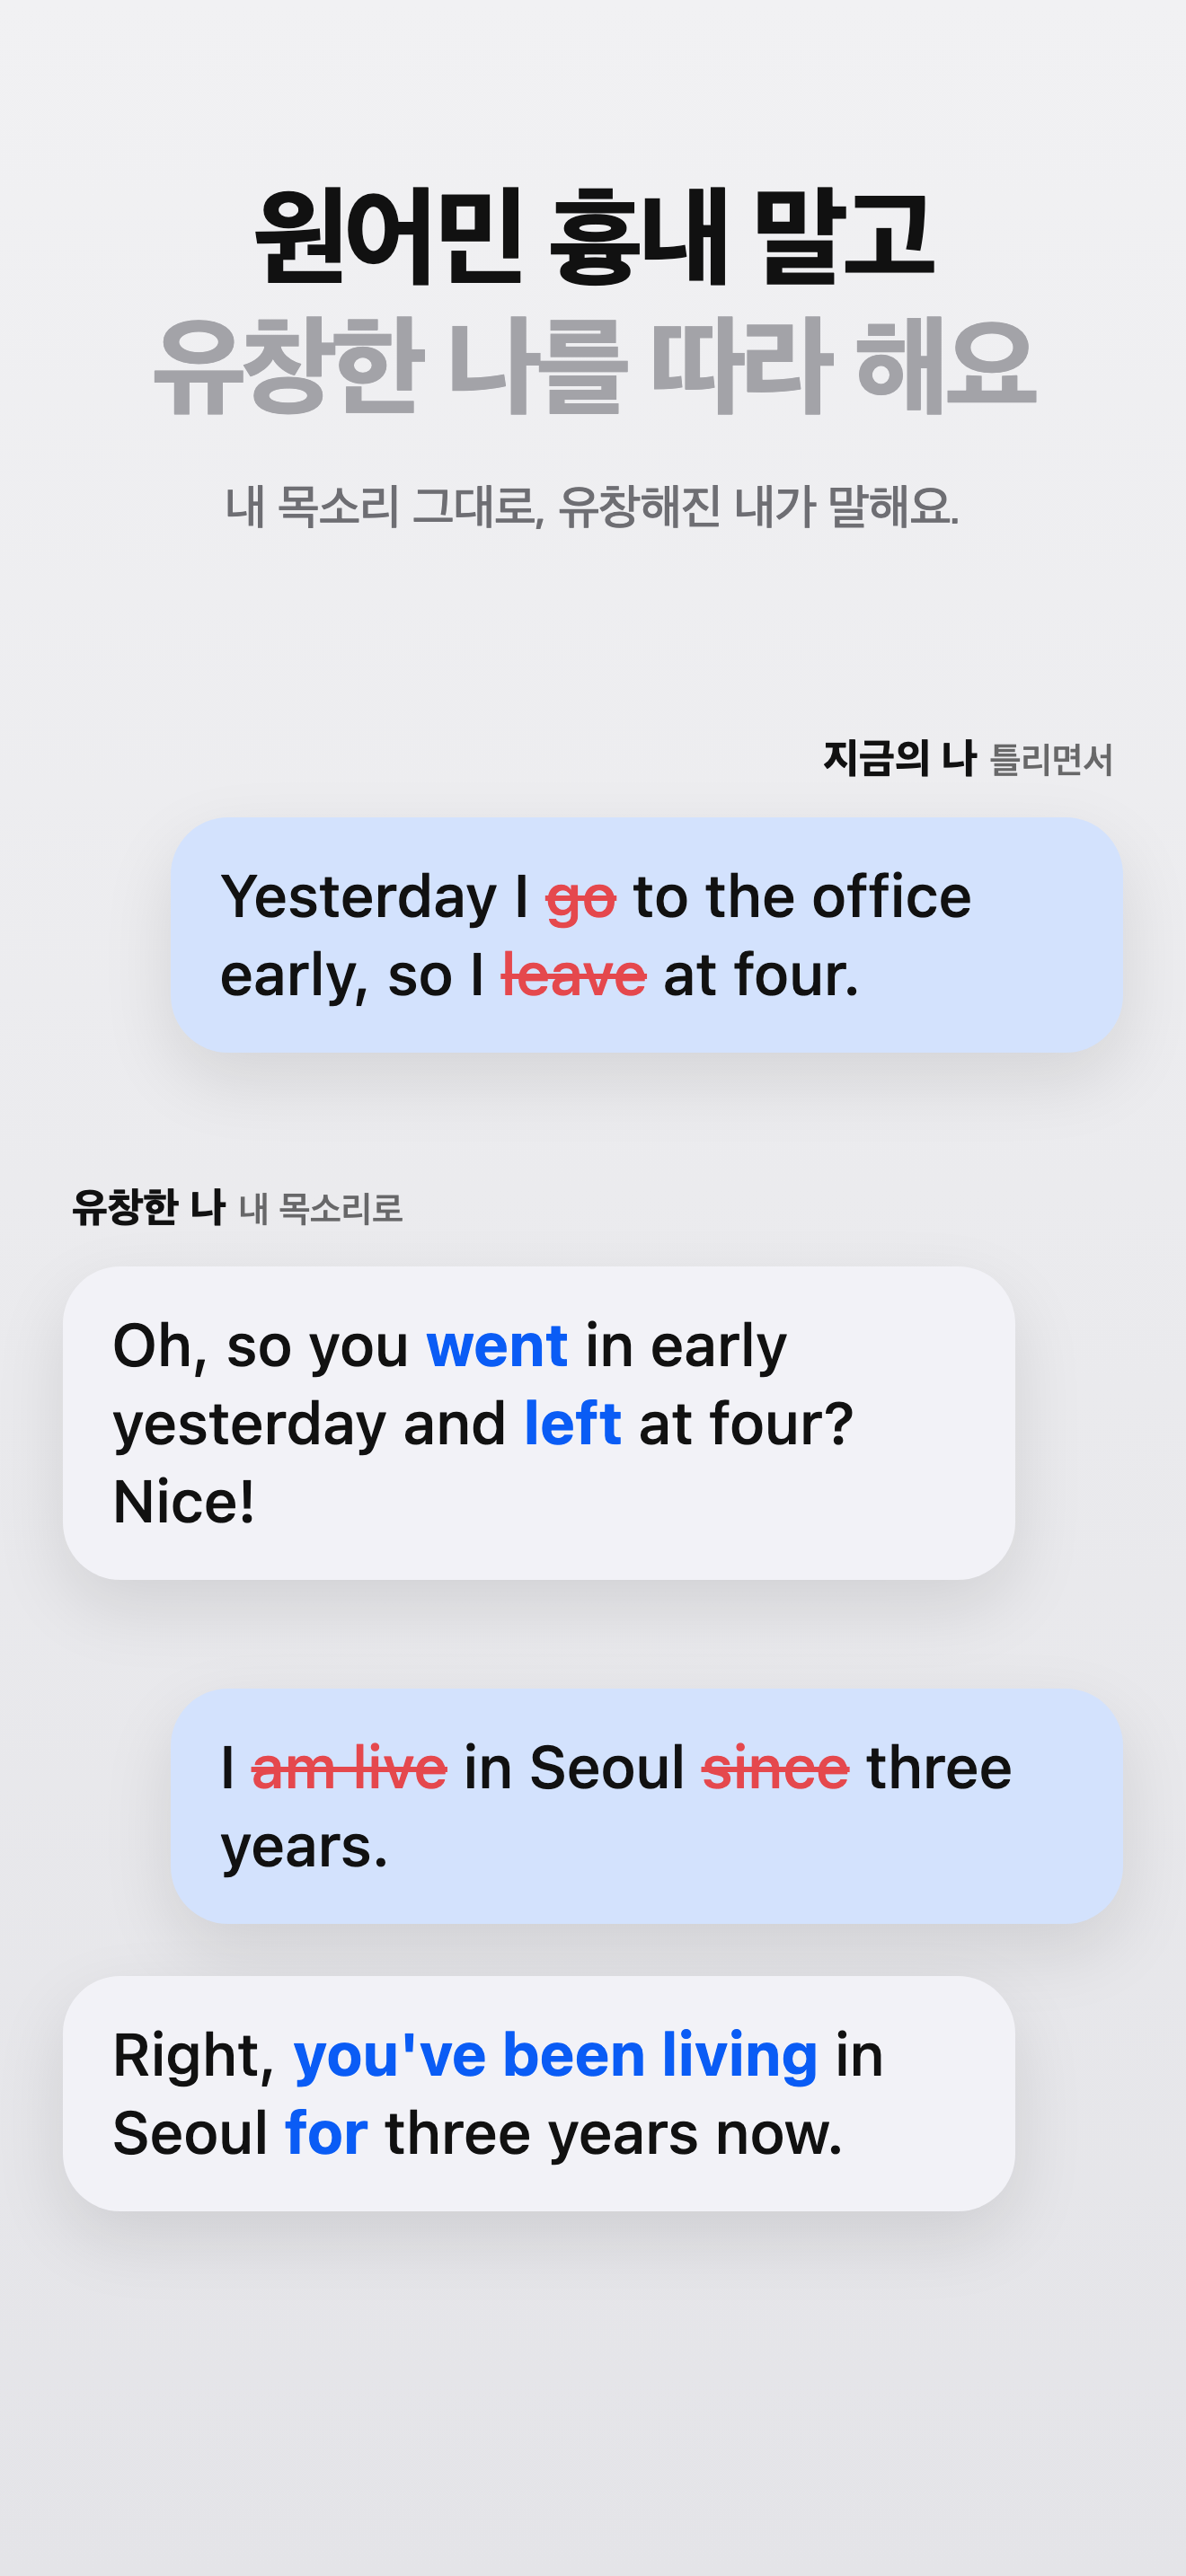 원어민 흉내 말고
유창한 나를 따라 해요
내 목소리 그대로, 유창해진 내가 말해요.
지금의 나 틀리면서
Yesterday I go to the office
early, so I leave at four.
유창한 나 내 목소리로
Oh, so you went in early
yesterday and left at four?
Nice!
I am live in Seoul since three
years.
Right, you've been living in
Seoul for three years now.